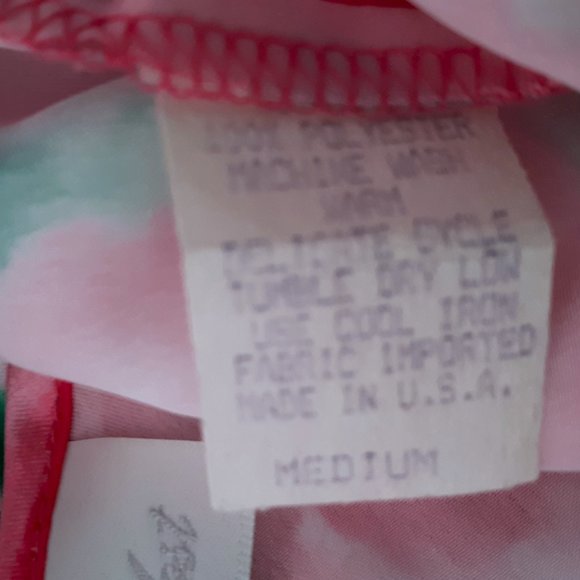 100% POLYESTER
MACHINE WASH
WARM
DELICATE CYCLE
TUMBLE DRY LOW
USE COOL IRON
FABRIC IMPORTED
MADE IN U.S.A.
MEDIUM